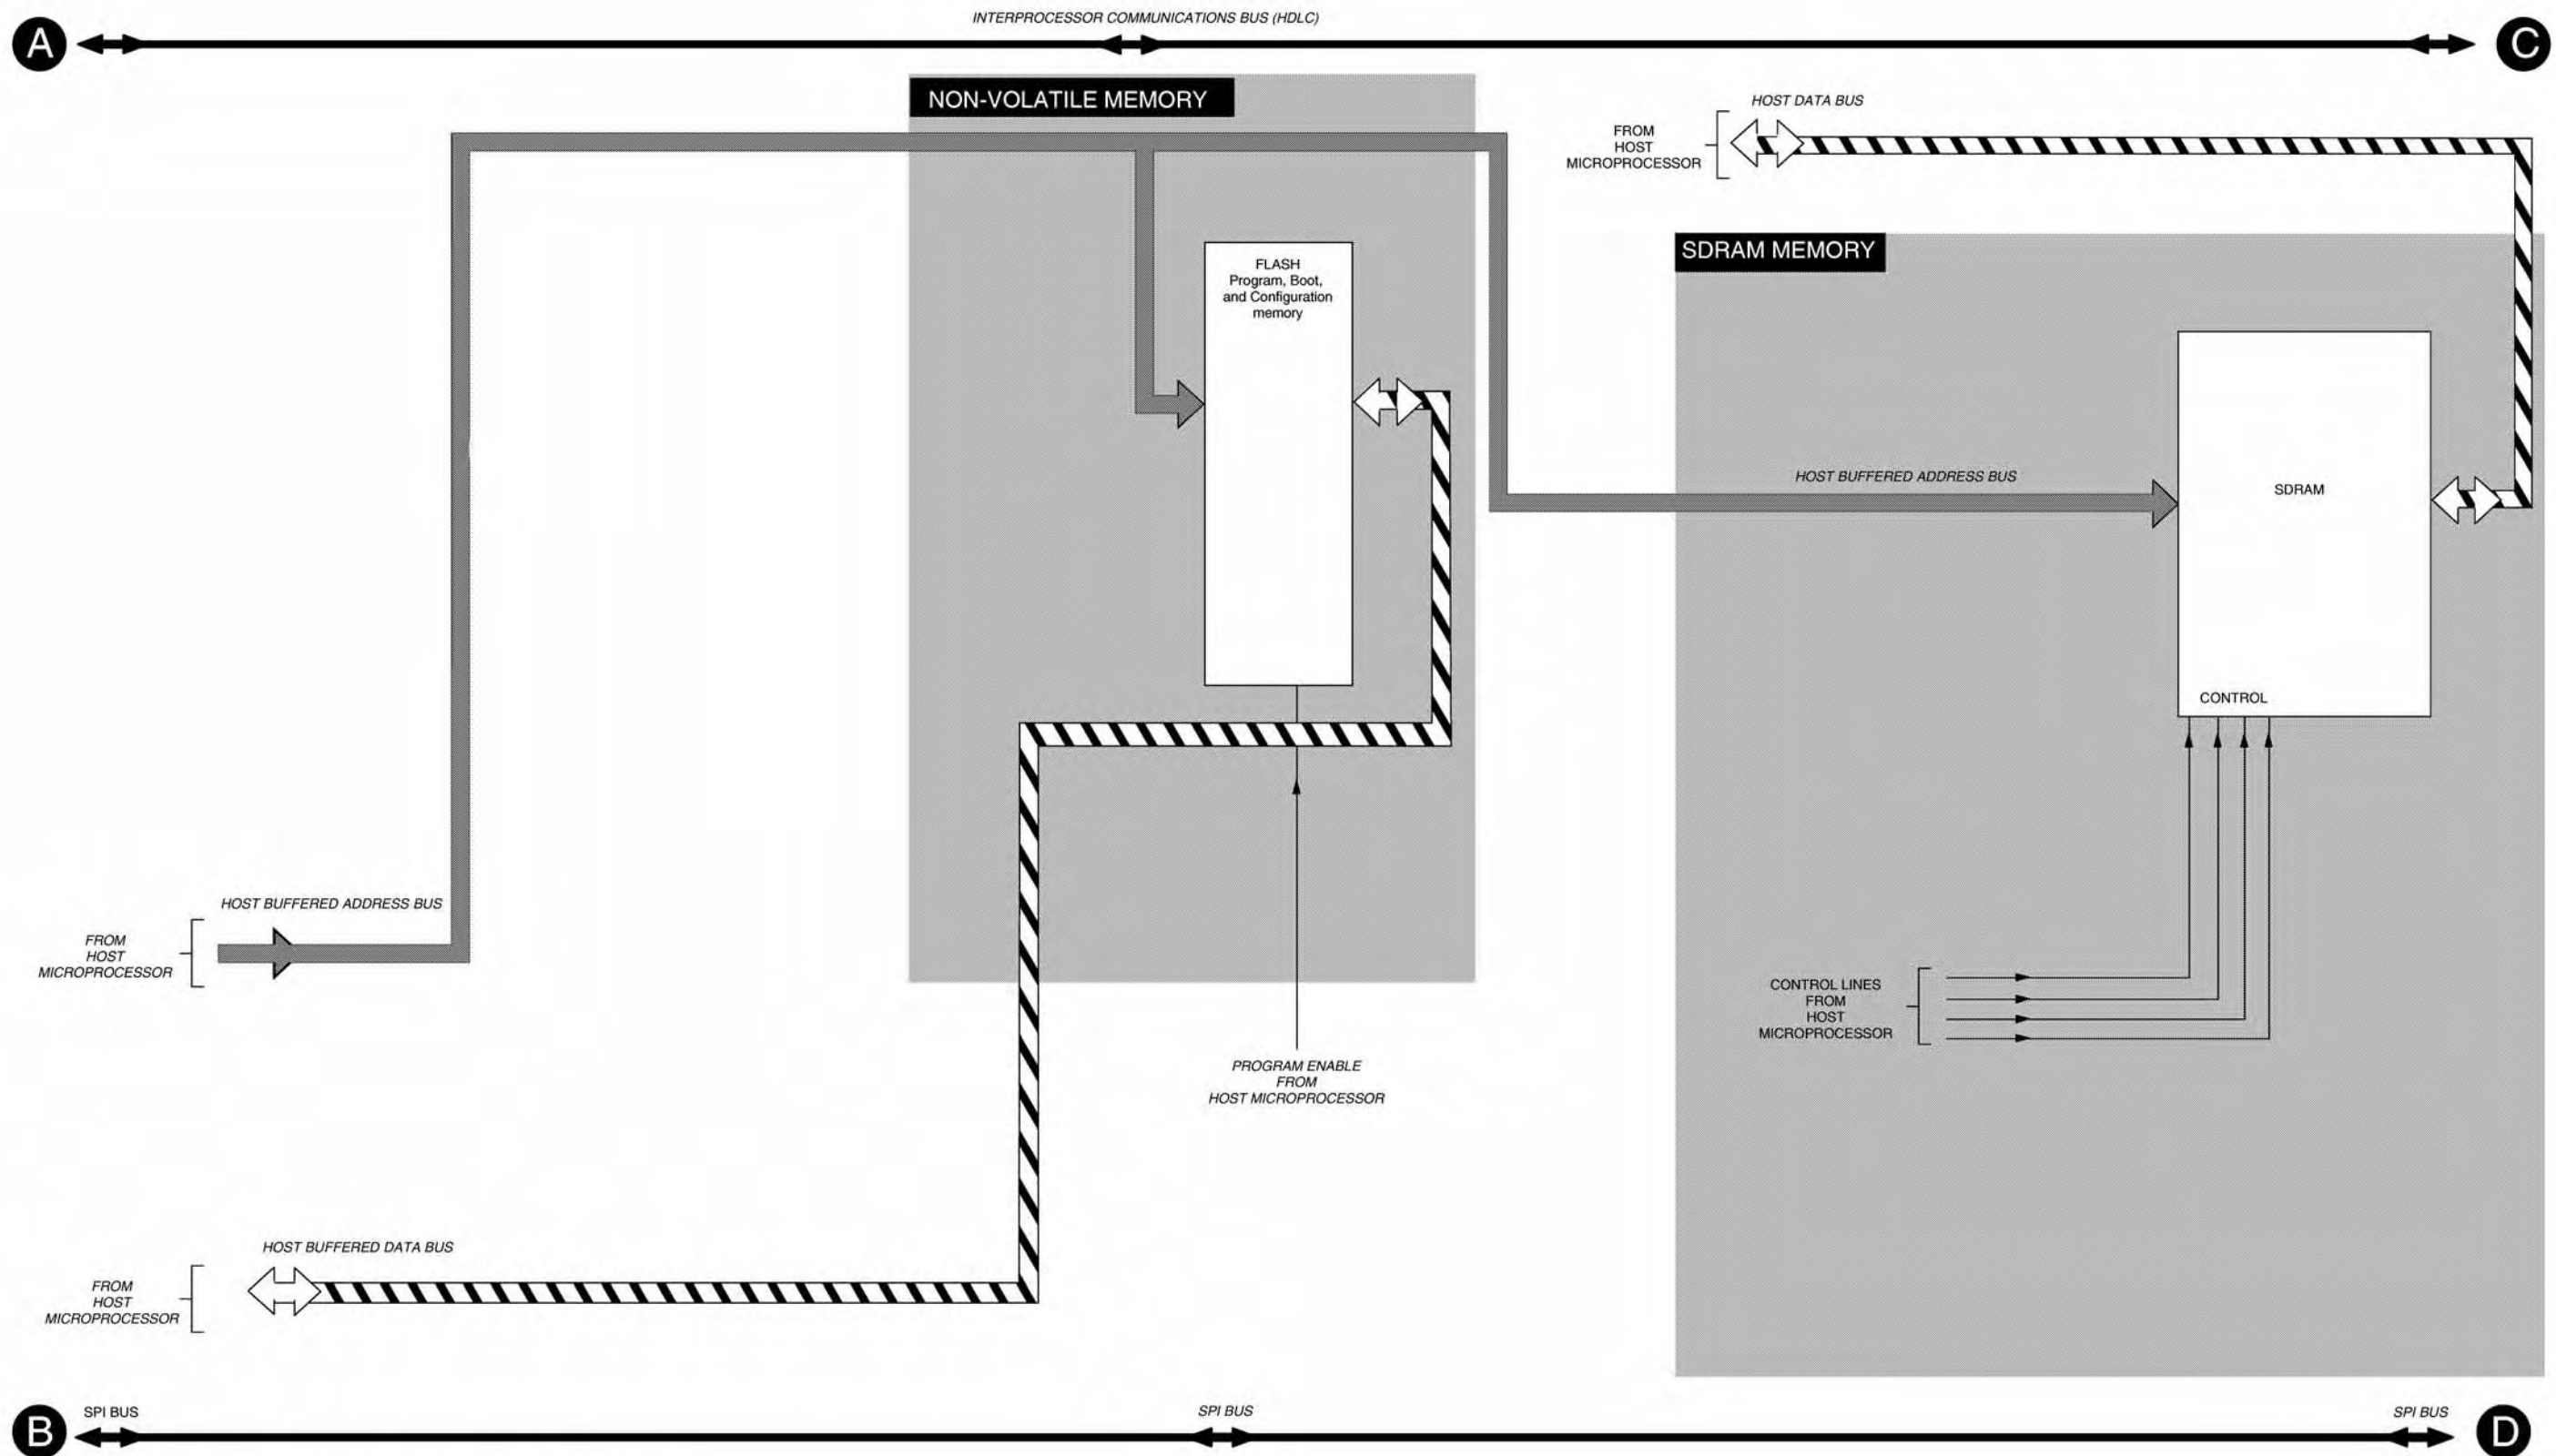 INTERPROCESSOR COMMUNICATIONS BUS (HDLC)
A
C
NON-VOLATILE MEMORY
HOST DATA BUS
FROM
HOST
MICROPROCESSOR
SDRAM MEMORY
FLASH
Program, Boot,
and Configuration
memory
HOST BUFFERED ADDRESS BUS
SDRAM
CONTROL
HOST BUFFERED ADDRESS BUS
FROM
HOST
MICROPROCESSOR
CONTROL LINES
FROM
HOST
MICROPROCESSOR
PROGRAM ENABLE
FROM
HOST MICROPROCESSOR
HOST BUFFERED DATA BUS
FROM
HOST
MICROPROCESSOR
B
SPI BUS
SPI BUS
SPI BUS
D